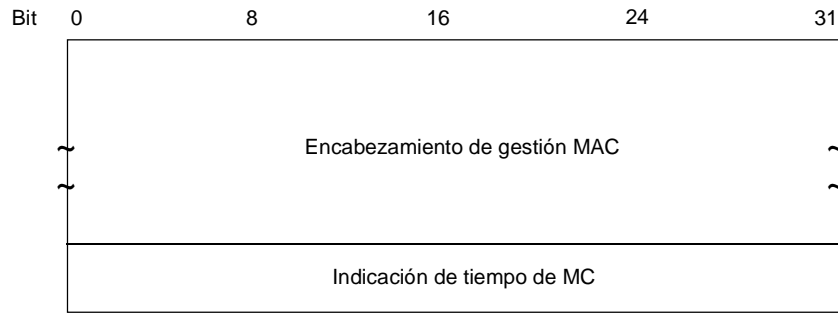 Bit 0 8 16 24 31
Encabezamiento de gestión MAC
~ ~
~ ~
Indicación de tiempo de MC